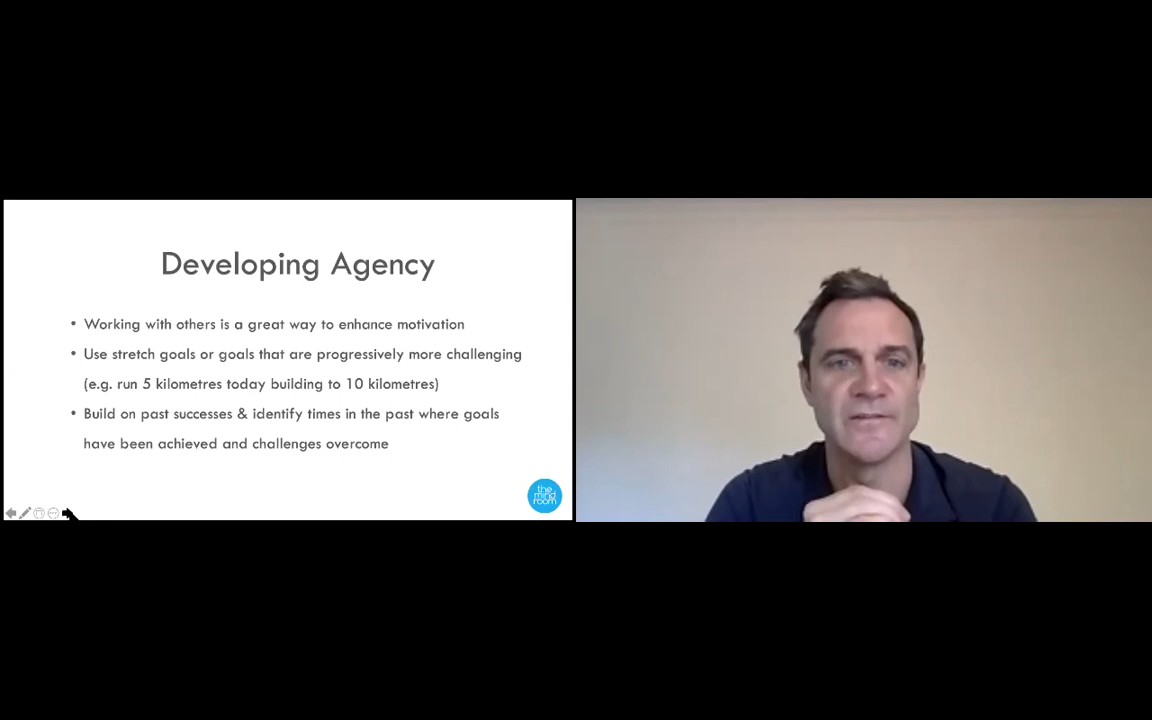 Developing Agency
• Working with others is a great way to enhance motivation
• Use stretch goals or goals that are progressively more challenging
(e.g. run 5 kilometres today building to 10 kilometres)
• Build on past successes & identify times in the past where goals
have been achieved and challenges overcome
the
mind
room